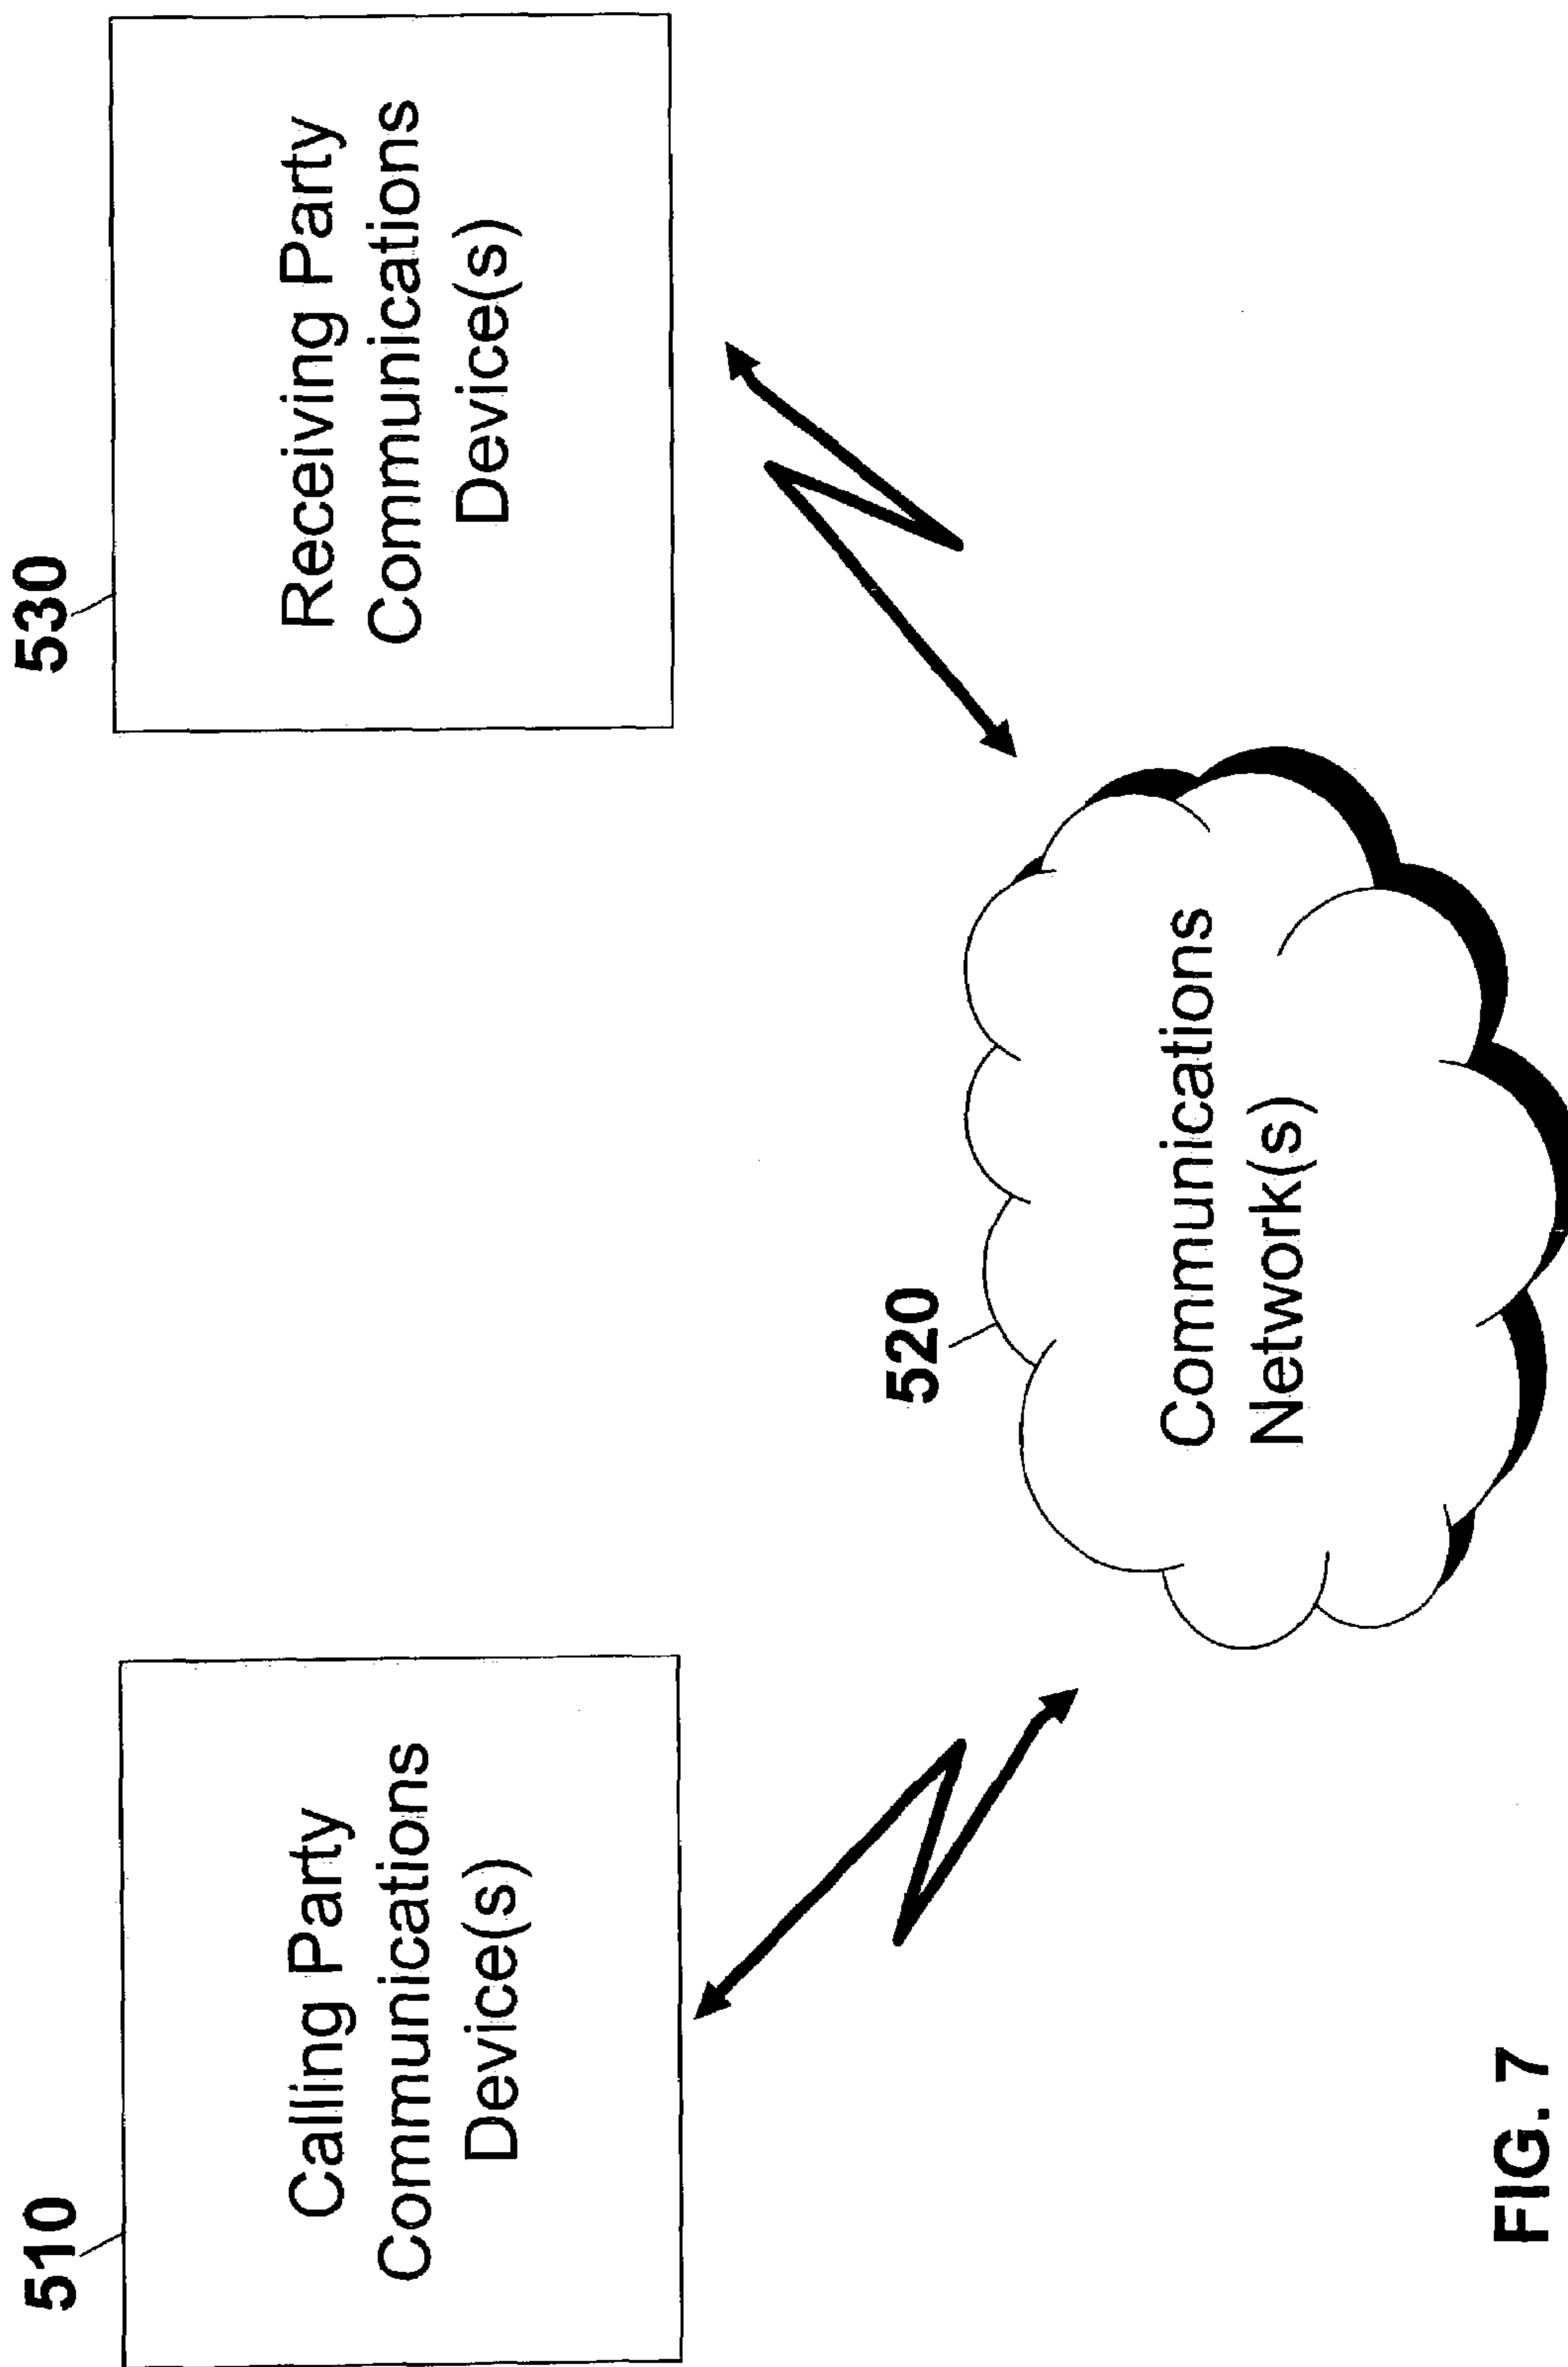 510
Calling Party
Communications
Device(s)
530
Receiving Party
Communications
Device(s)
520
Communications
Network(s)
FIG. 7